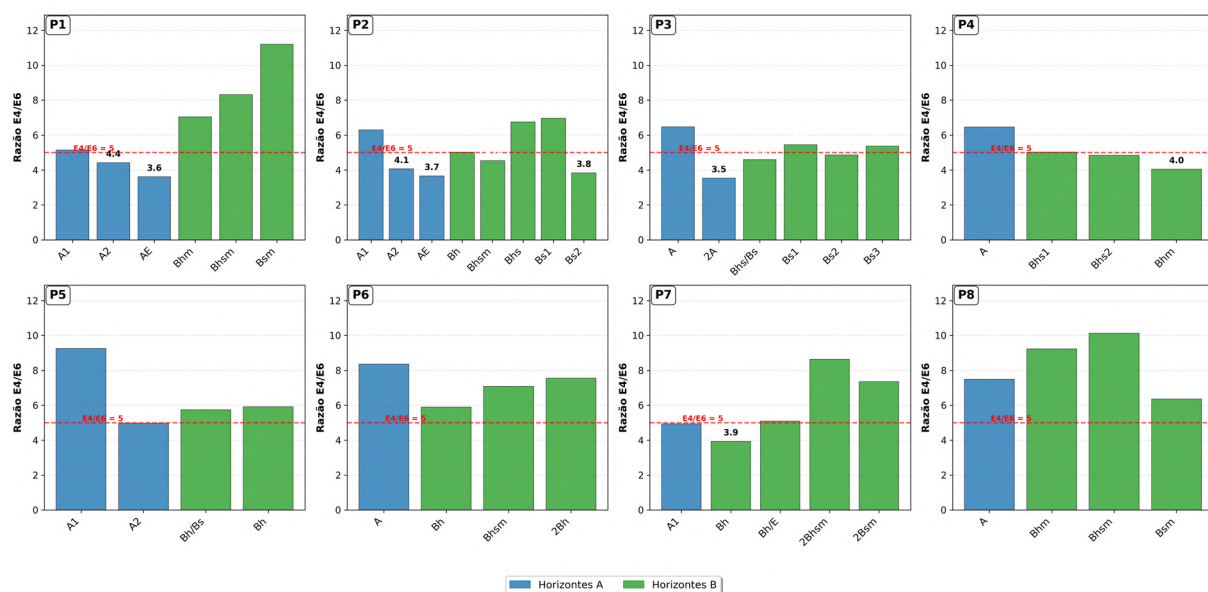 P1
Razão E4/E6
12
10
8
6
4
2
0
E4/E6 = 5
4.4
3.6
A1
A2
AE
Bhm
Bhsm
Bsm
P2
Razão E4/E6
12
10
8
6
4
2
0
E4/E6 = 5
4.1
3.7
3.8
A1
A2
AE
Bh
Bhsm
Bhs
Bs1
Bs2
P3
Razão E4/E6
12
10
8
6
4
2
0
E4/E6 = 5
3.5
A
2A
Bhs/Bs
Bs1
Bs2
Bs3
P4
Razão E4/E6
12
10
8
6
4
2
0
E4/E6 = 5
4.0
A
Bhs1
Bhs2
Bhm
P5
Razão E4/E6
12
10
8
6
4
2
0
E4/E6 = 5
A1
A2
Bh/Bs
Bh
P6
Razão E4/E6
12
10
8
6
4
2
0
E4/E6 = 5
A
Bh
Bhsm
2Bh
P7
Razão E4/E6
12
10
8
6
4
2
0
E4/E6 = 5
3.9
A1
Bh
Bh/E
2Bhsm
2Bsm
P8
Razão E4/E6
12
10
8
6
4
2
0
E4/E6 = 5
A
Bhm
Bhsm
Bsm
Horizontes A
Horizontes B